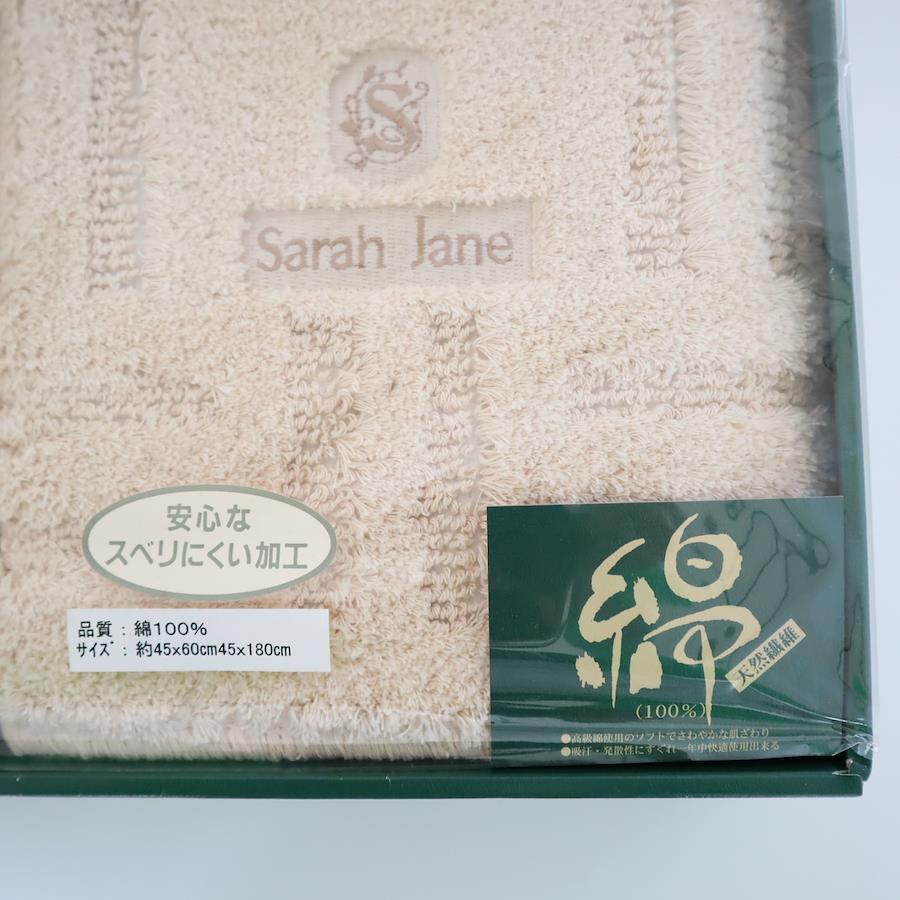 S
Sarah Jane
安心な
スベリにくい加工
品質：綿100%
サイズ：約45x60cm45x180cm
綿
天然繊維
(100%)
●高級綿使用のソフトでさわやかな肌ざわり
●吸汗・発散性にすぐれ一年中快適使用出来る